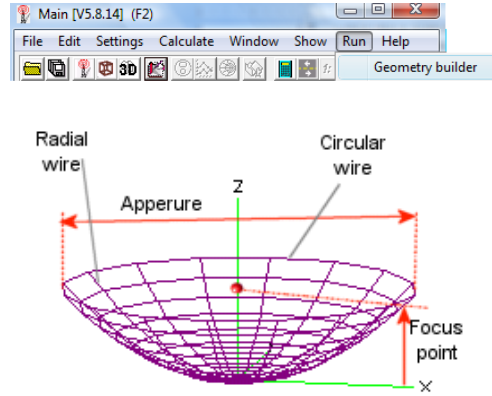 Main [V5.8.14] (F2)
File Edit Settings Calculate Window Show Run Help
3D Geometry builder
Radial
wire
Circular
wire
Z
Apperure
Focus
point
X